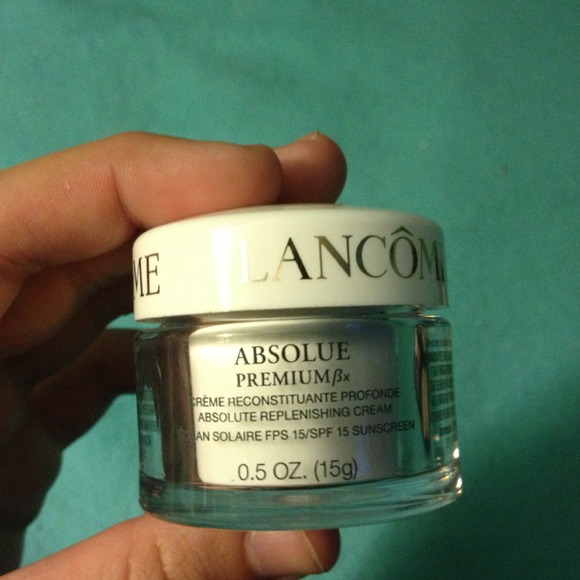 ME LANCÔM
ABSOLUE
PREMIUMβx
CRÈME RECONSTITUANTE PROFONDE
ABSOLUTE REPLENISHING CREAM
AN SOLAIRE FPS 15/SPF 15 SUNSCREEN
0.5 OZ. (15g)